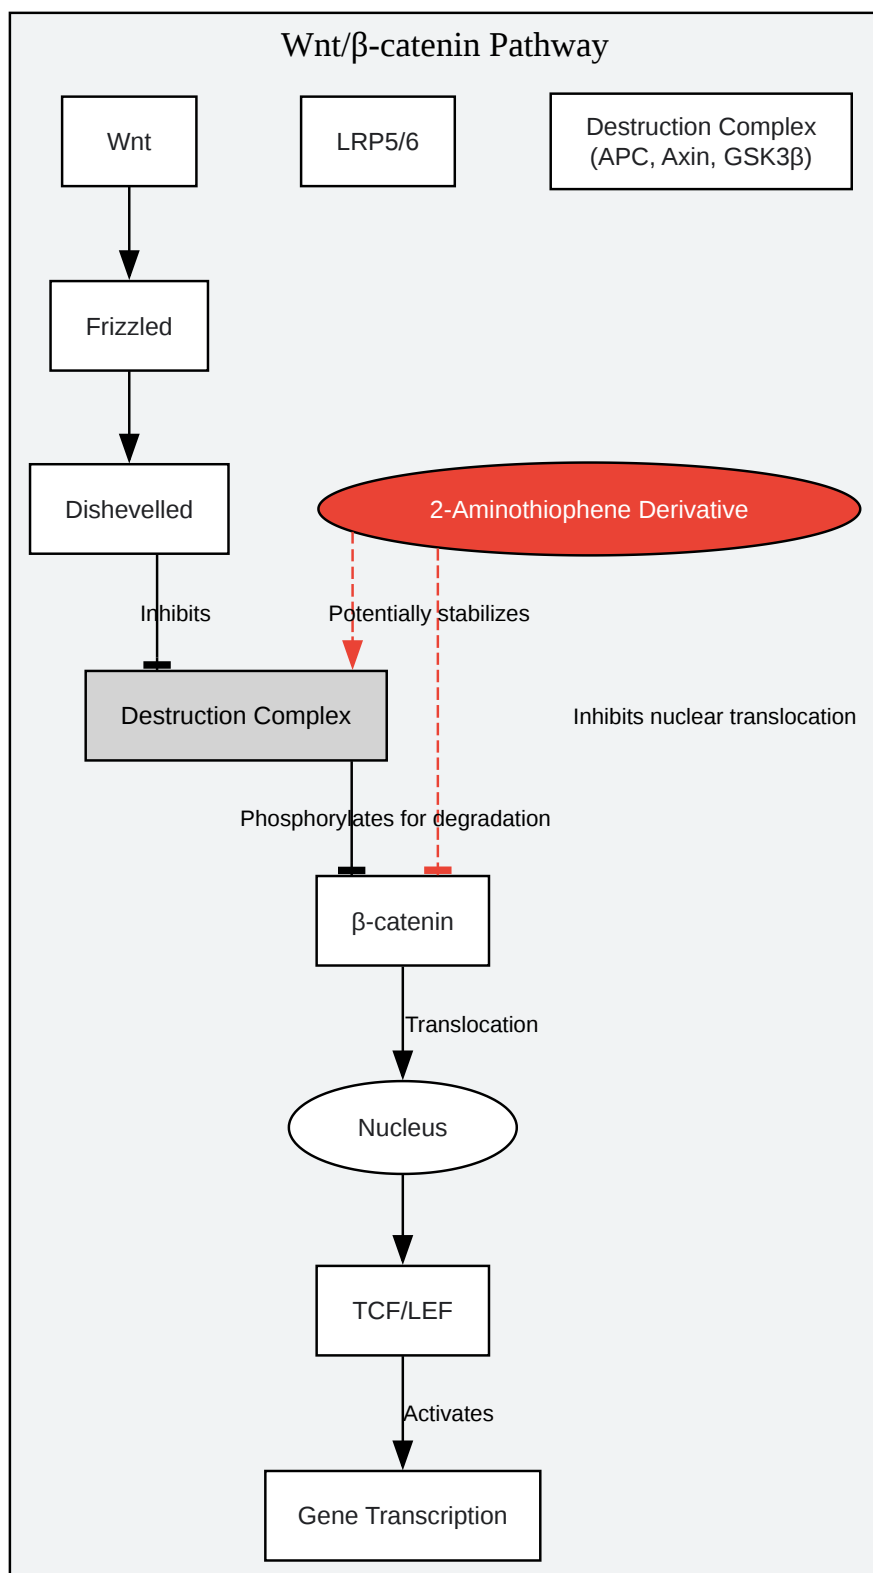 Wnt/β-catenin Pathway
Wnt
LRP5/6
Destruction Complex
(APC, Axin, GSK3β)
Frizzled
Dishevelled
2-Aminothiophene Derivative
Inhibits
Potentially stabilizes
Destruction Complex
Inhibits nuclear translocation
Phosphorylates for degradation
β-catenin
Translocation
Nucleus
TCF/LEF
Activates
Gene Transcription